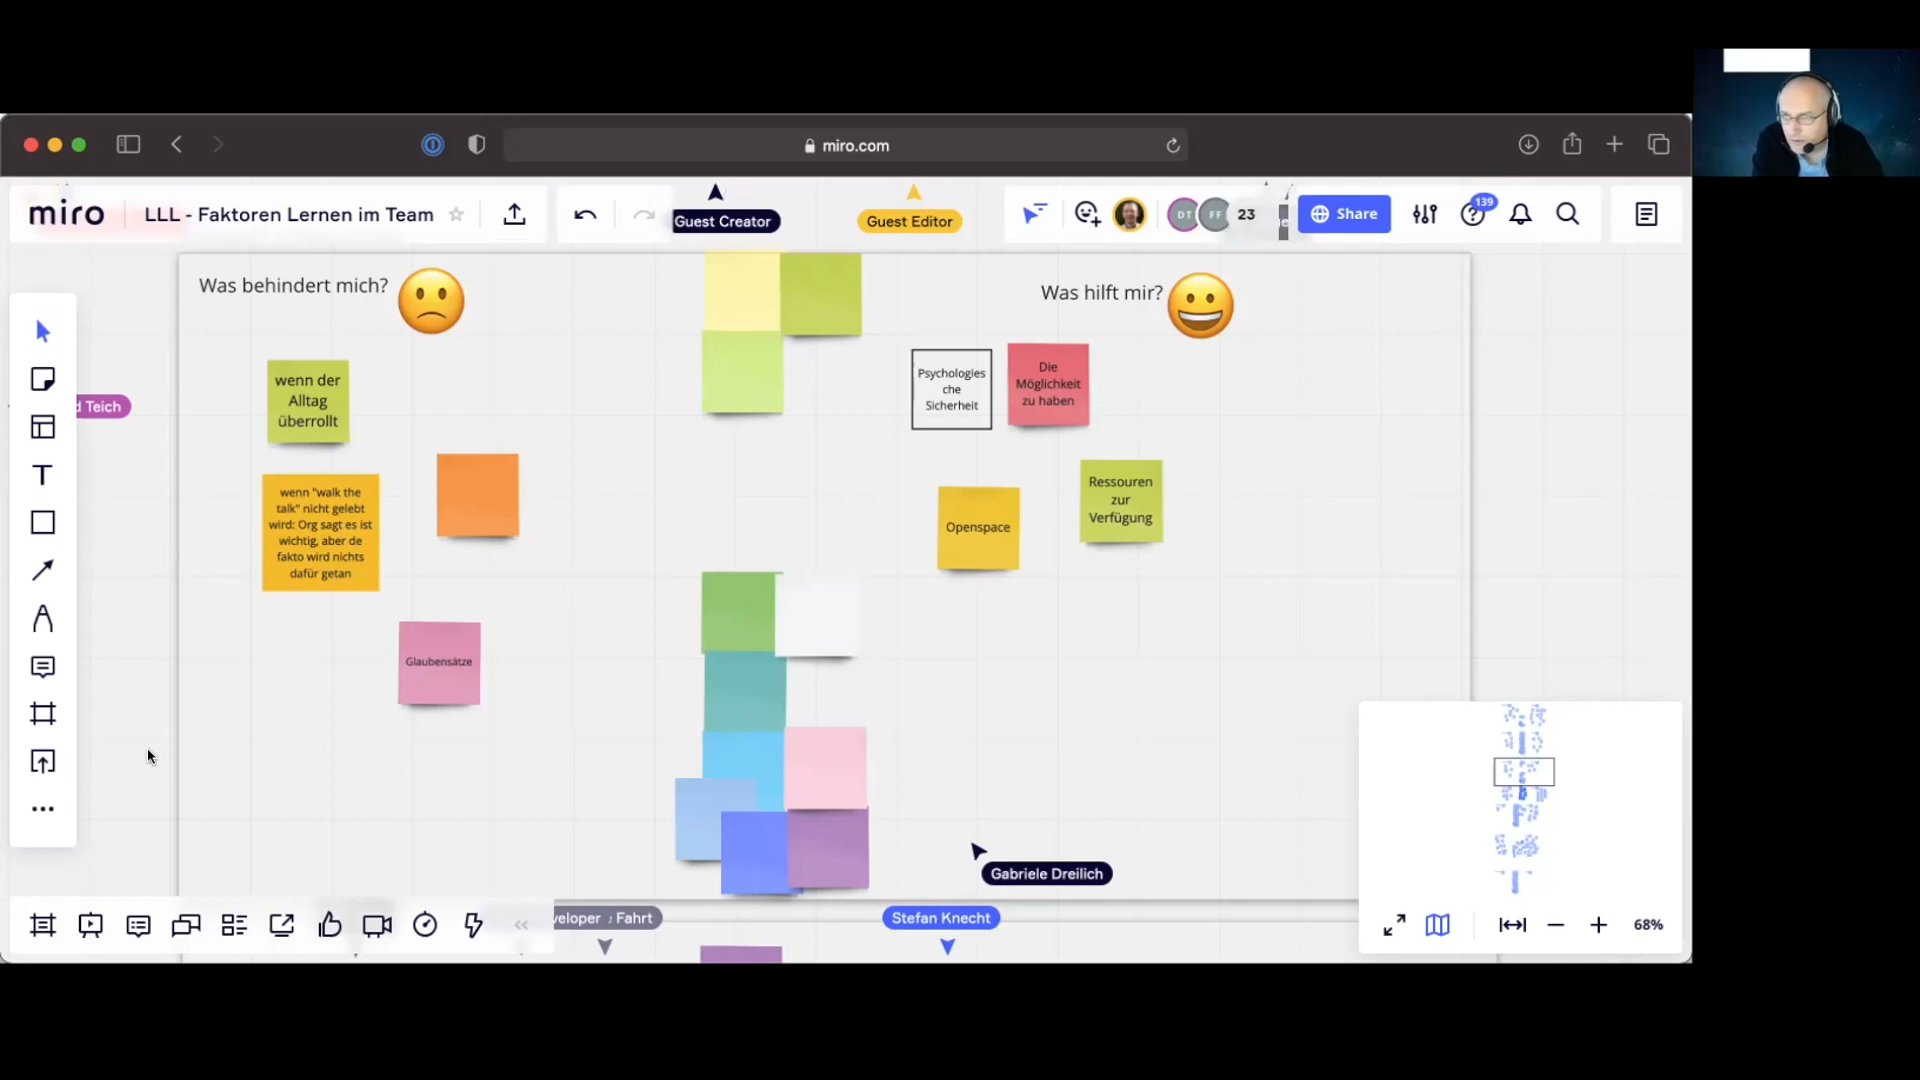 miro.com
miro
LLL - Faktoren Lernen im Team
Guest Creator
Guest Editor
DT
FF
23
Share
139
Was behindert mich?
Was hilft mir?
wenn der
Alltag
überrollt
Psychologies
che
Sicherheit
Die
Möglichkeit
zu haben
d Teich
wenn "walk the
talk" nicht gelebt
wird: Org sagt es ist
wichtig, aber de
fakto wird nichts
dafür getan
Openspace
Ressouren
zur
Verfügung
Glaubensätze
Gabriele Dreilich
veloper
Fahrt
Stefan Knecht
68%